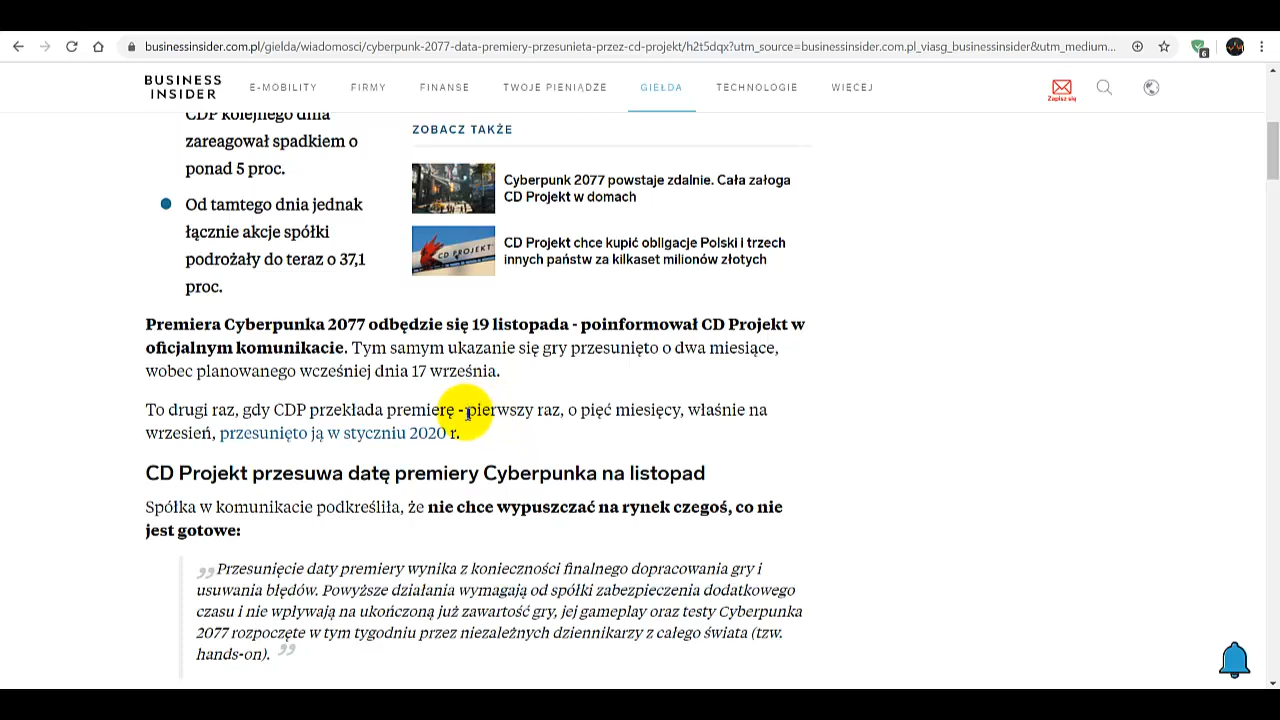 businessinsider.com.pl/gielda/wiadomosci/cyberpunk-2077-data-premiery-przesunieta-przez-cd-projekt/h2t5dqx?utm_source=businessinsider.com.pl_viasg_businessinsider&utm_medium...
6
BUSINESS
INSIDER
E-MOBILITY FIRMY FINANSE TWOJE PIENIĄDZE GIEŁDA TECHNOLOGIE WIĘCEJ
Zapisz się
CDP kolejnego dnia
zareagował spadkiem o
ponad 5 proc.
Od tamtego dnia jednak
łącznie akcje spółki
podrożały do teraz o 37,1
proc.
ZOBACZ TAKŻE
Cyberpunk 2077 powstaje zdalnie. Cała załoga
CD Projekt w domach
CD PROJEKT
CD Projekt chce kupić obligacje Polski i trzech
innych państw za kilkaset milionów złotych
Premiera Cyberpunka 2077 odbędzie się 19 listopada - poinformował CD Projekt w
oficjalnym komunikacie. Tym samym ukazanie się gry przesunięto o dwa miesiące,
wobec planowanego wcześniej dnia 17 września.
To drugi raz, gdy CDP przekłada premierę - pierwszy raz, o pięć miesięcy, właśnie na
wrzesień, przesunięto ją w styczniu 2020 r.
CD Projekt przesuwa datę premiery Cyberpunka na listopad
Spółka w komunikacie podkreśliła, że nie chce wypuszczać na rynek czegoś, co nie
jest gotowe:
„Przesunięcie daty premiery wynika z konieczności finalnego dopracowania gry i
usuwania błędów. Powyższe działania wymagają od spółki zabezpieczenia dodatkowego
czasu i nie wpływają na ukończoną już zawartość gry, jej gameplay oraz testy Cyberpunka
2077 rozpoczęte w tym tygodniu przez niezależnych dziennikarzy z całego świata (tzw.
hands-on). ”